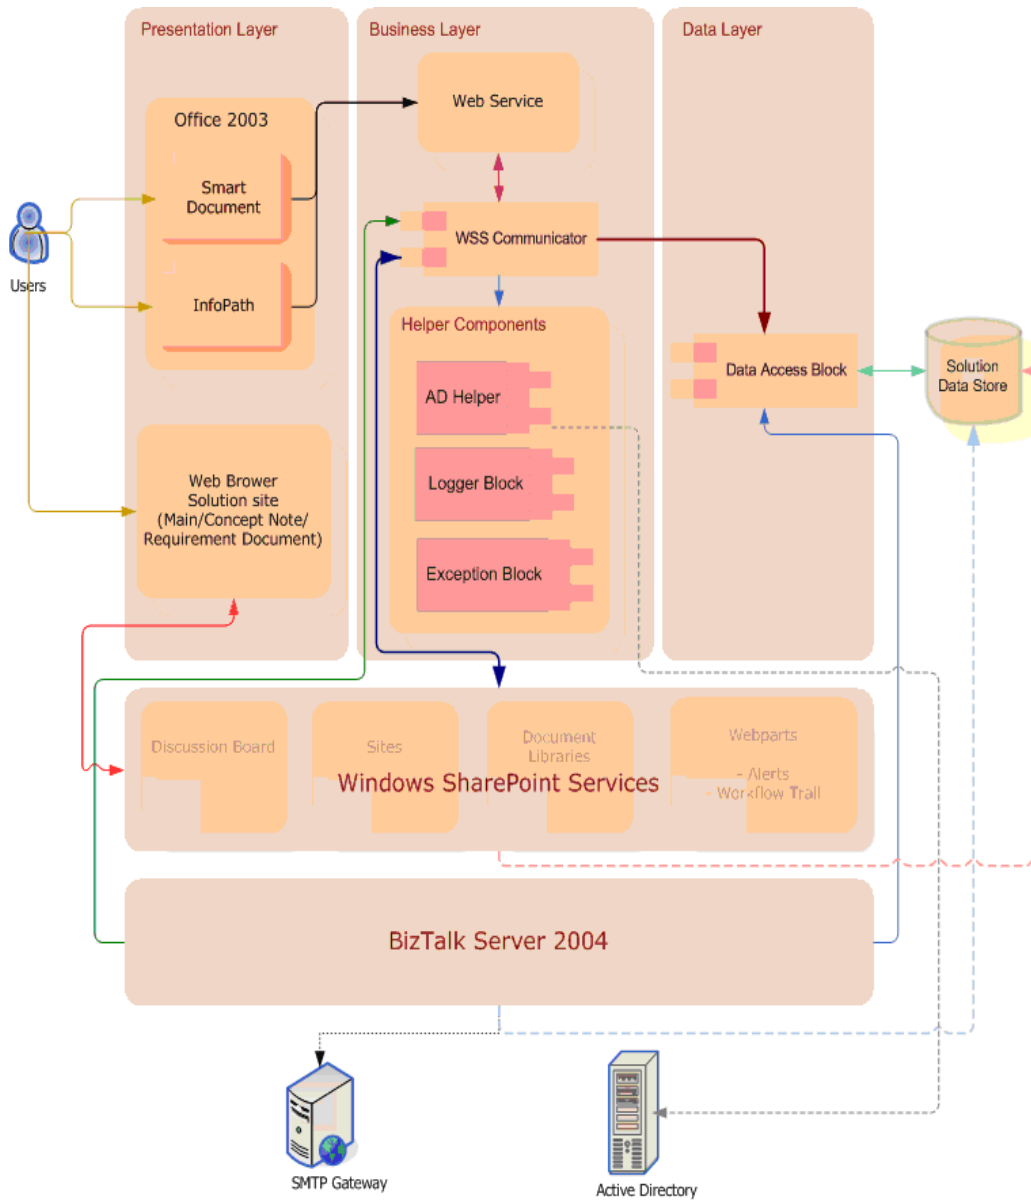 Presentation Layer
Business Layer
Data Layer
Office 2003
Web Service
Smart
Document
WSS Communicator
Users
InfoPath
Helper Components
Data Access Block
Solution
Data Store
AD Helper
Logger Block
Web Brower
Solution site
(Main/Concept Note/
Requirement Document)
Exception Block
Discussion Board
Sites
Document
Libraries
Webparts
- Alerts
- Workflow Trail
Windows SharePoint Services
BizTalk Server 2004
SMTP Gateway
Active Directory